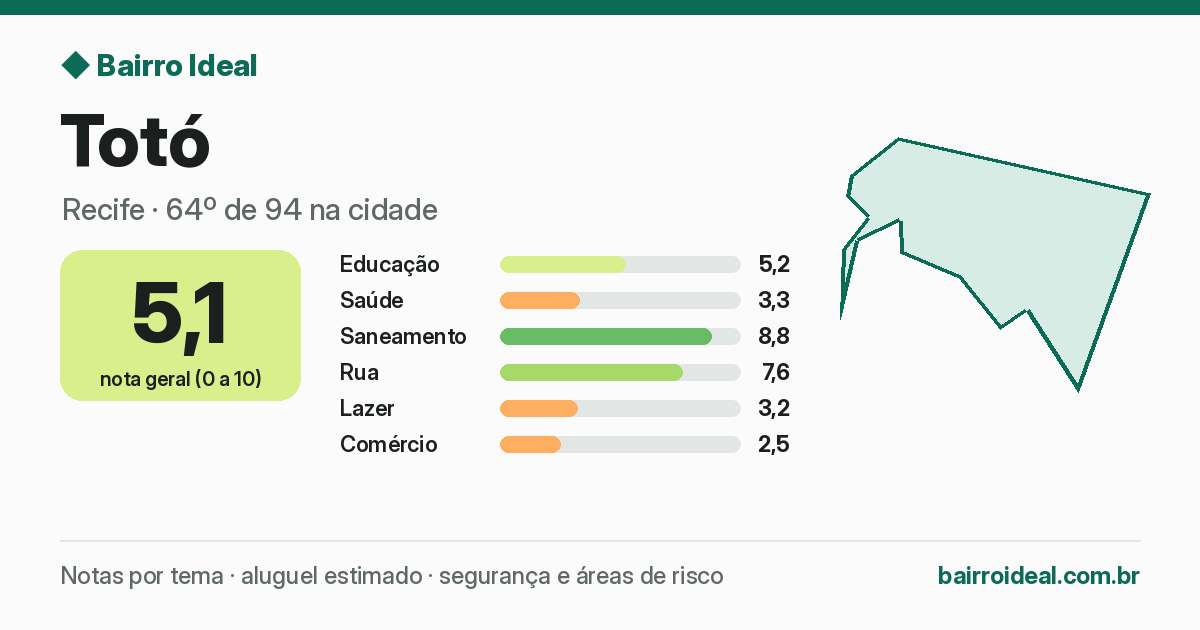 Bairro Ideal
Totó
Recife · 64º de 94 na cidade
5,1
nota geral (0 a 10)
Educação 5,2
Saúde 3,3
Saneamento 8,8
Rua 7,6
Lazer 3,2
Comércio 2,5
Notas por tema · aluguel estimado · segurança e áreas de risco
bairroideal.com.br